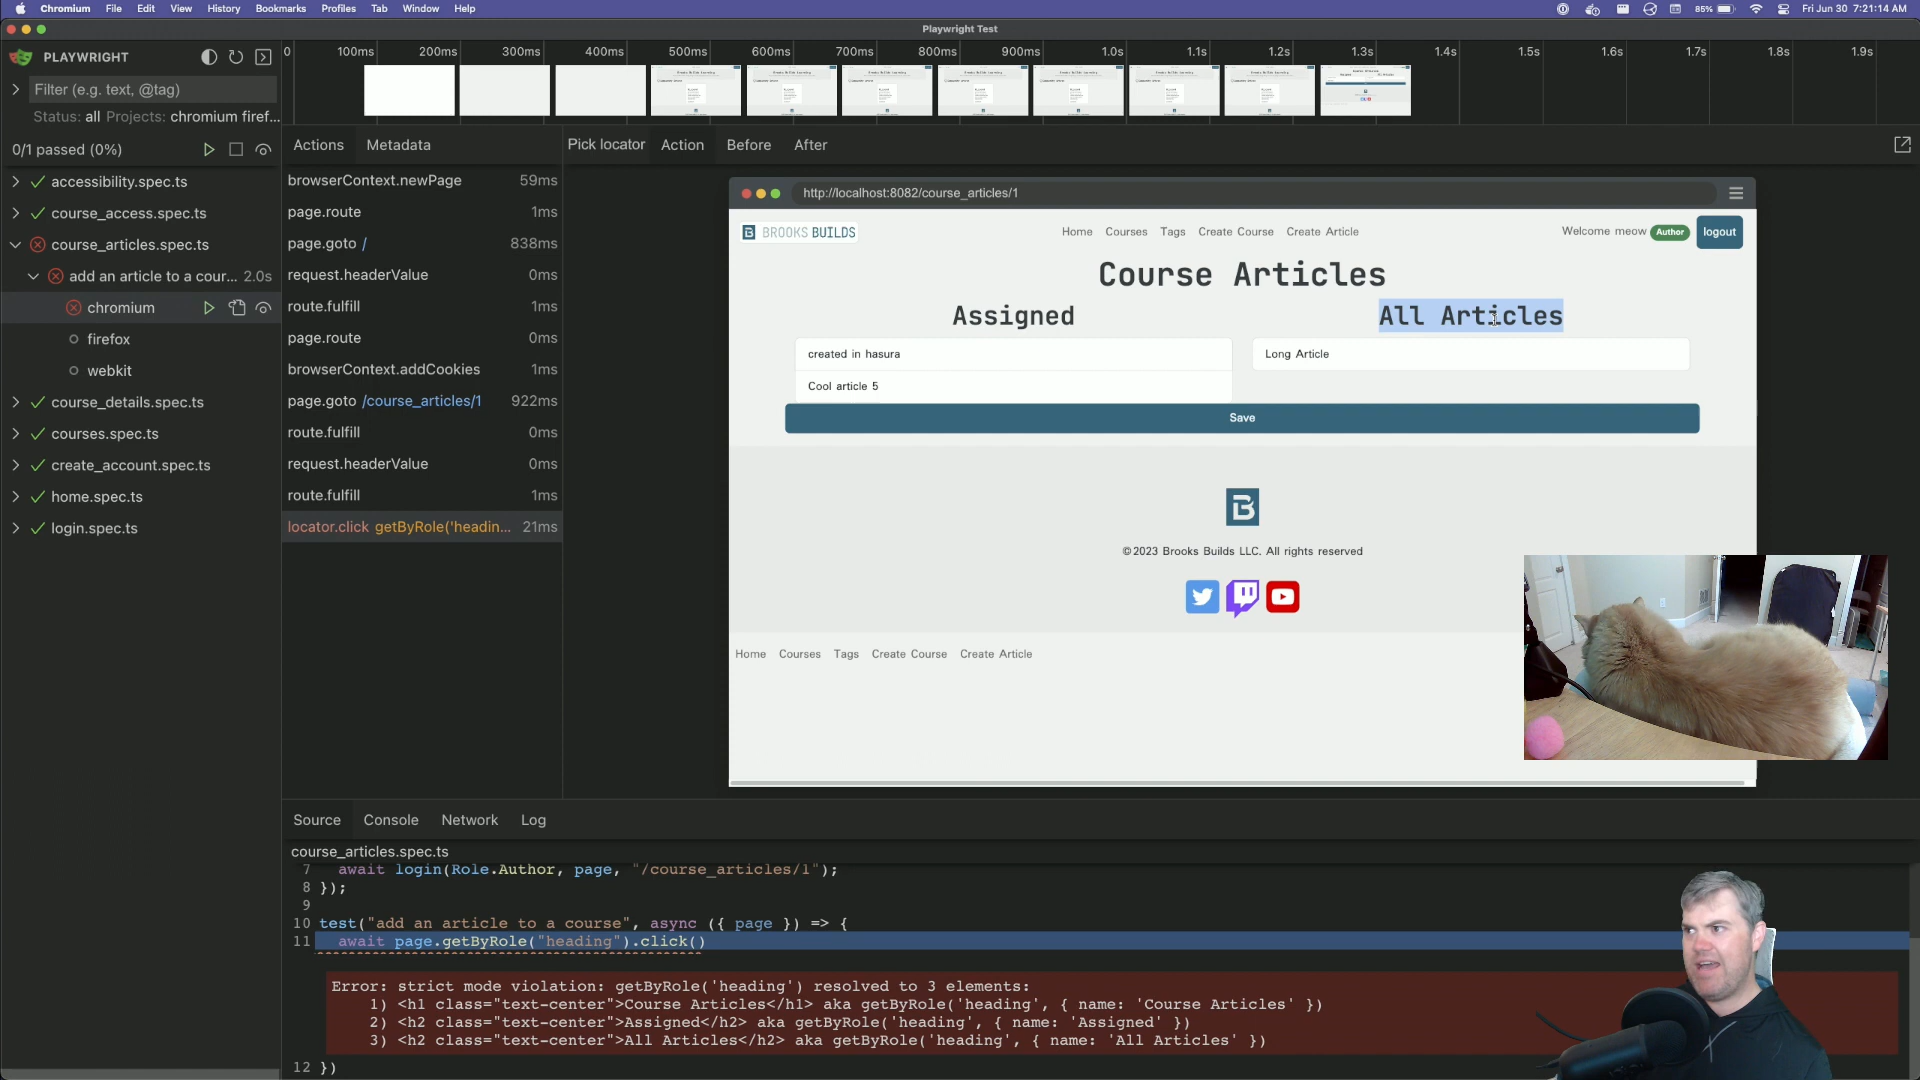 Chromium File Edit View History Bookmarks Profiles Tab Window Help 85% Fri Jun 30 7:21:14 AM
Playwright Test
PLAYWRIGHT
0 100ms 200ms 300ms 400ms 500ms 600ms 700ms 800ms 900ms 1.0s 1.1s 1.2s 1.3s 1.4s 1.5s 1.6s 1.7s 1.8s 1.9s
Filter (e.g. text, @tag)
Status: all Projects: chromium firef...
0/1 passed (0%)
accessibility.spec.ts
course_access.spec.ts
course_articles.spec.ts
add an article to a cour... 2.0s
chromium
firefox
webkit
course_details.spec.ts
courses.spec.ts
create_account.spec.ts
home.spec.ts
login.spec.ts
Actions Metadata
browserContext.newPage 59ms
page.route 1ms
page.goto / 838ms
request.headerValue 0ms
route.fulfill 1ms
page.route 0ms
browserContext.addCookies 1ms
page.goto /course_articles/1 922ms
route.fulfill 0ms
request.headerValue 0ms
route.fulfill 1ms
locator.click getByRole('headin... 21ms
Pick locator Action Before After
http://localhost:8082/course_articles/1
B BROOKS BUILDS Home Courses Tags Create Course Create Article Welcome meow Author logout
Course Articles
Assigned All Articles
created in hasura Long Article
Cool article 5
Save
B
©2023 Brooks Builds LLC. All rights reserved
Home Courses Tags Create Course Create Article
Source Console Network Log
course_articles.spec.ts
7 await login(Role.Author, page, "/course_articles/1");
8 });
9
10 test("add an article to a course", async ({ page }) => {
11 await page.getByRole("heading").click()
Error: strict mode violation: getByRole('heading') resolved to 3 elements:
1) <h1 class="text-center">Course Articles</h1> aka getByRole('heading', { name: 'Course Articles' })
2) <h2 class="text-center">Assigned</h2> aka getByRole('heading', { name: 'Assigned' })
3) <h2 class="text-center">All Articles</h2> aka getByRole('heading', { name: 'All Articles' })
12 })